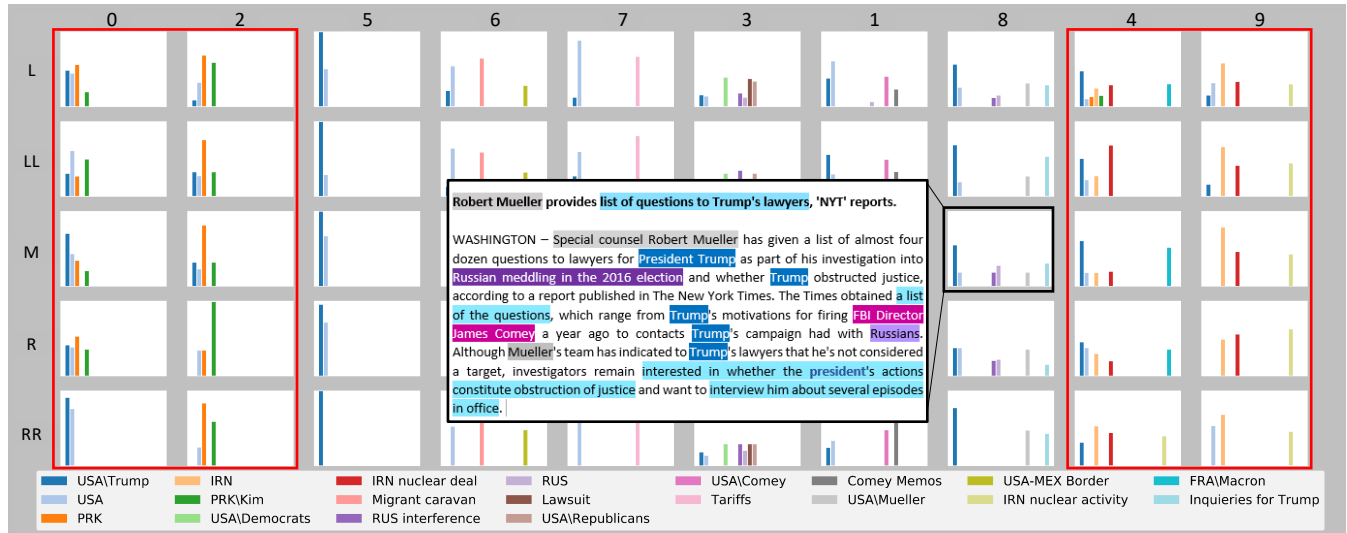 0 2 5 6 7 3 1 8 4 9
L
LL
M
R
RR
Robert Mueller provides list of questions to Trump's lawyers, 'NYT' reports.
WASHINGTON – Special counsel Robert Mueller has given a list of almost four
dozen questions to lawyers for President Trump as part of his investigation into
Russian meddling in the 2016 election and whether Trump obstructed justice,
according to a report published in The New York Times. The Times obtained a list
of the questions, which range from Trump's motivations for firing FBI Director
James Comey a year ago to contacts Trump's campaign had with Russians.
Although Mueller's team has indicated to Trump's lawyers that he's not considered
a target, investigators remain interested in whether the president's actions
constitute obstruction of justice and want to interview him about several episodes
in office.
USA\Trump IRN IRN nuclear deal RUS USA\Comey Comey Memos USA-MEX Border FRA\Macron
USA PRK\Kim Migrant caravan Lawsuit Tariffs USA\Mueller IRN nuclear activity Inquieries for Trump
PRK USA\Democrats RUS interference USA\Republicans